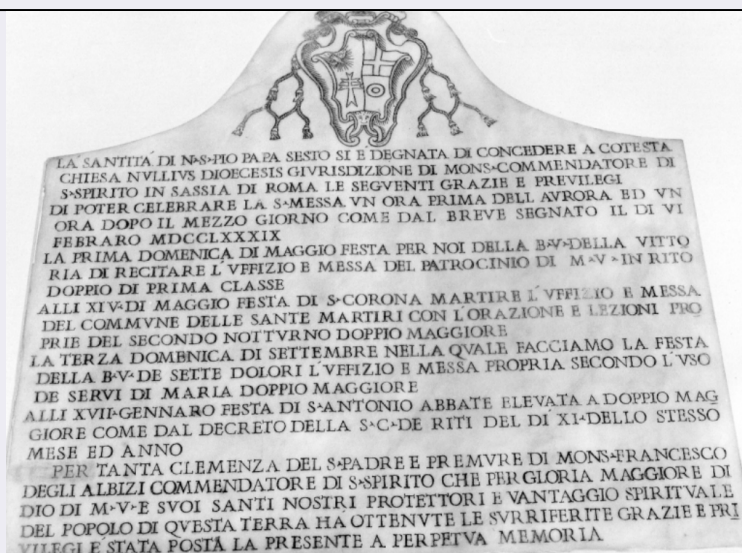 LA SANTITÀ DI N·S·PIO PAPA SESTO SI È DEGNATA DI CONCEDERE A COTESTA
CHIESA NVLLIVS DIOECESIS GIVRISDIZIONE DI MONS·COMMENDATORE DI
S·SPIRITO IN SASSIA DI ROMA LE SEGVENTI GRAZIE E PREVILEGI
DI POTER CELEBRARE LA S·MESSA VN ORA PRIMA DELL AVRORA ED VN
ORA DOPO IL MEZZO GIORNO COME DAL BREVE SEGNATO IL DI VI
FEBRARO MDCCLXXXIX
LA PRIMA DOMENICA DI MAGGIO FESTA PER NOI DELLA B·V·DELLA VITTO
RIA DI RECITARE L'VFFIZIO E MESSA DEL PATROCINIO DI M·V·IN RITO
DOPPIO DI PRIMA CLASSE
ALLI XIV·DI MAGGIO FESTA DI S·CORONA MARTIRE L'VFFIZIO E MESSA
DEL COMMVNE DELLE SANTE MARTIRI CON L'ORAZIONE E LEZIONI PRO
PRIE DEL SECONDO NOTTVRNO DOPPIO MAGGIORE
LA TERZA DOMBNICA DI SETTEMBRE NELLA QVALE FACCIAMO LA FESTA
DELLA B·V·DE SETTE DOLORI L'VFFIZIO E MESSA PROPRIA SECONDO L'VSO
DE SERVI DI MARIA DOPPIO MAGGIORE
ALLI XVII·GENNARO FESTA DI S·ANTONIO ABBATE ELEVATA A DOPPIO MAG
GIORE COME DAL DECRETO DELLA S·C·DE RITI DEL DÌ XI·DELLO STESSO
MESE ED ANNO
PER TANTA CLEMENZA DEL S·PADRE E PREMVRE DI MONS·FRANCESCO
DEGLI ALBIZI COMMENDATORE DI S·SPIRITO CHE PER GLORIA MAGGIORE DI
DIO DI M·V·E SVOI SANTI NOSTRI PROTETTORI E VANTAGGIO SPIRITVALE
DEL POPOLO DI QVESTA TERRA HÀ OTTENVTE LE SVRRIFERITE GRAZIE E PRI
VILEGI È STATA POSTA LA PRESENTE A PERPETVA MEMORIA